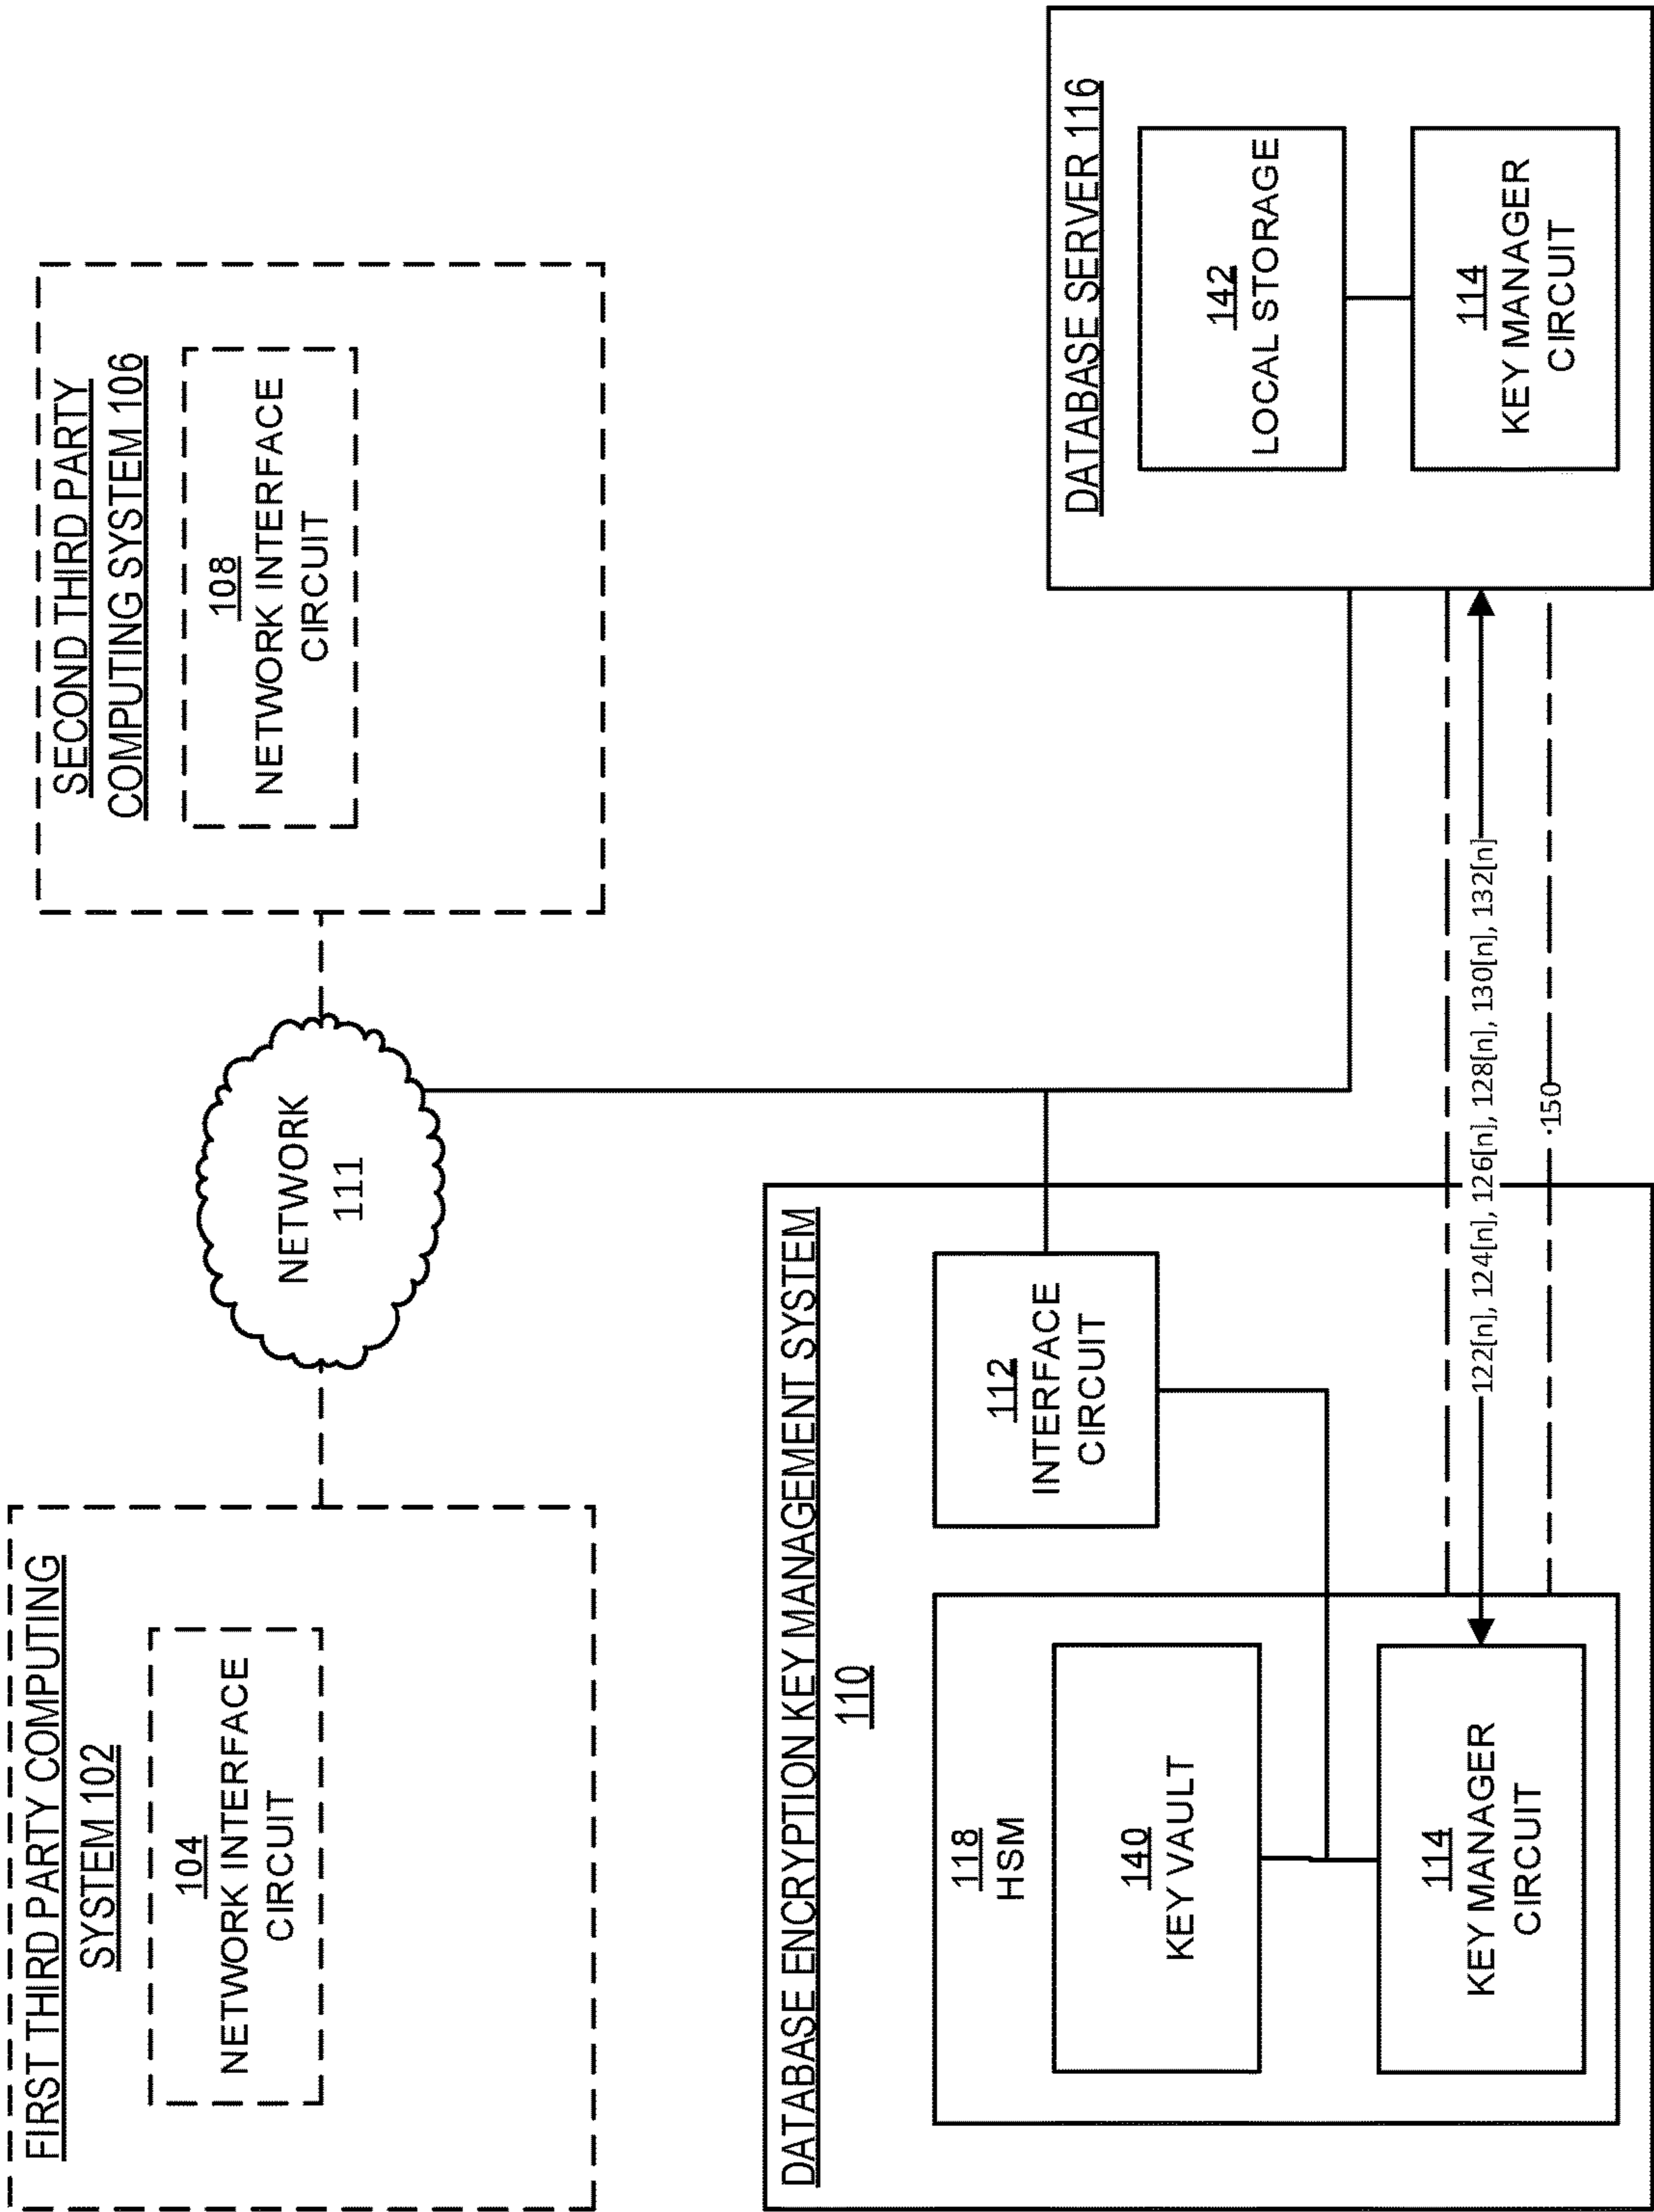 FIRST THIRD PARTY COMPUTING
SYSTEM 102
104
NETWORK INTERFACE
CIRCUIT
NETWORK
111
SECOND THIRD PARTY
COMPUTING SYSTEM 106
108
NETWORK INTERFACE
CIRCUIT
DATABASE ENCRYPTION KEY MANAGEMENT SYSTEM
110
118
HSM
140
KEY VAULT
114
KEY MANAGER
CIRCUIT
112
INTERFACE
CIRCUIT
122[n], 124[n], 126[n], 128[n], 130[n], 132[n]
150
DATABASE SERVER 116
142
LOCAL STORAGE
114
KEY MANAGER
CIRCUIT